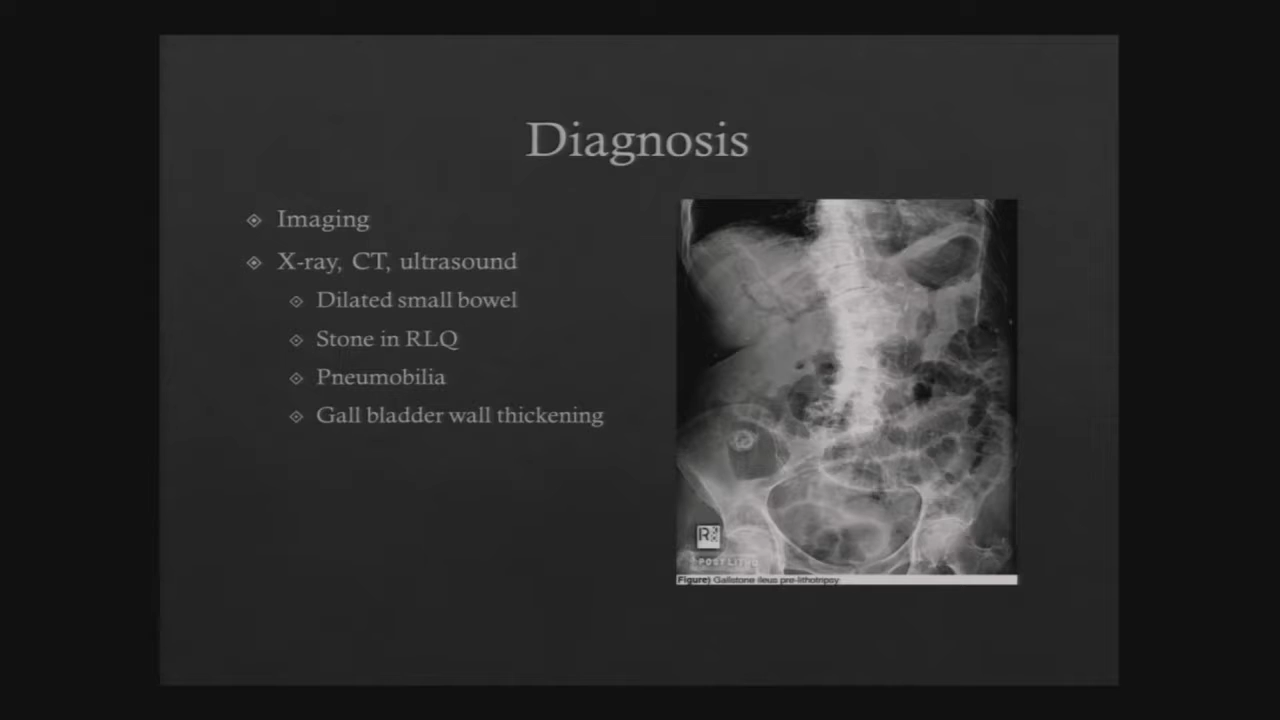 Diagnosis
Imaging
X-ray, CT, ultrasound
Dilated small bowel
Stone in RLQ
Pneumobilia
Gall bladder wall thickening
R
POST LITHO
Figure) Gallstone ileus pre-lithotripsy